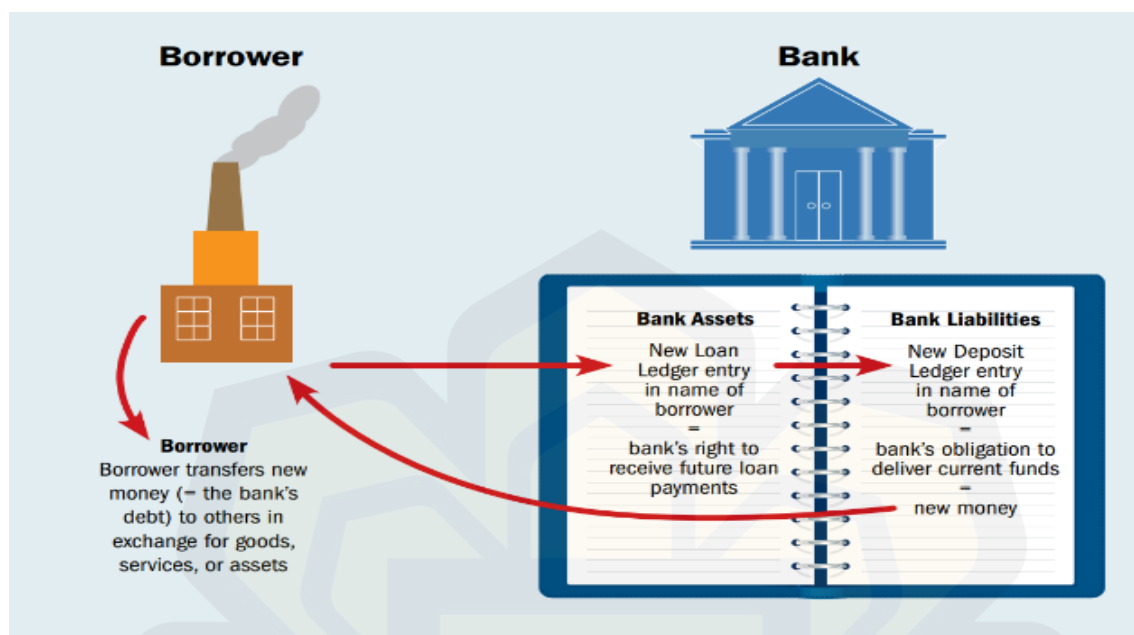 Borrower
Bank
Bank Assets
New Loan
Ledger entry
in name of
borrower
=
bank's right to
receive future loan
payments
Bank Liabilities
New Deposit
Ledger entry
in name of
borrower
=
bank's obligation to
deliver current funds
=
new money
Borrower
Borrower transfers new
money (= the bank's
debt) to others in
exchange for goods,
services, or assets